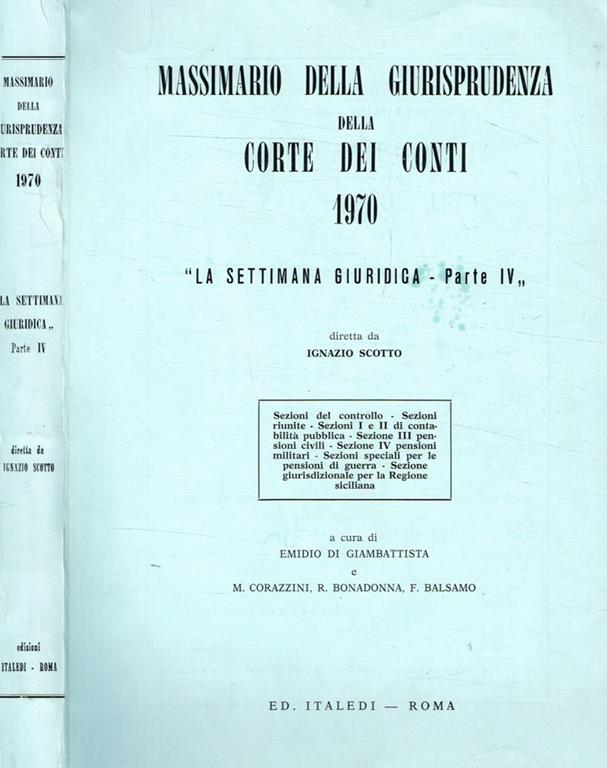 MASSIMARIO
DELLA
URISPRUDENZA
RTE DEI CONTI
1970
LA SETTIMANA
GIURIDICA„
Parte IV
diretta da
IGNAZIO SCOTTO
edizioni
ITALEDI - ROMA
MASSIMARIO DELLA GIURISPRUDENZA
DELLA
CORTE DEI CONTI
1970
“LA SETTIMANA GIURIDICA - Parte IV„
diretta da
IGNAZIO SCOTTO
Sezioni del controllo - Sezioni
riunite - Sezioni I e II di conta-
bilità pubblica - Sezione III pen-
sioni civili - Sezione IV pensioni
militari - Sezioni speciali per le
pensioni di guerra - Sezione
giurisdizionale per la Regione
siciliana
a cura di
EMIDIO DI GIAMBATTISTA
e
M. CORAZZINI, R. BONADONNA, F. BALSAMO
ED. ITALEDI — ROMA